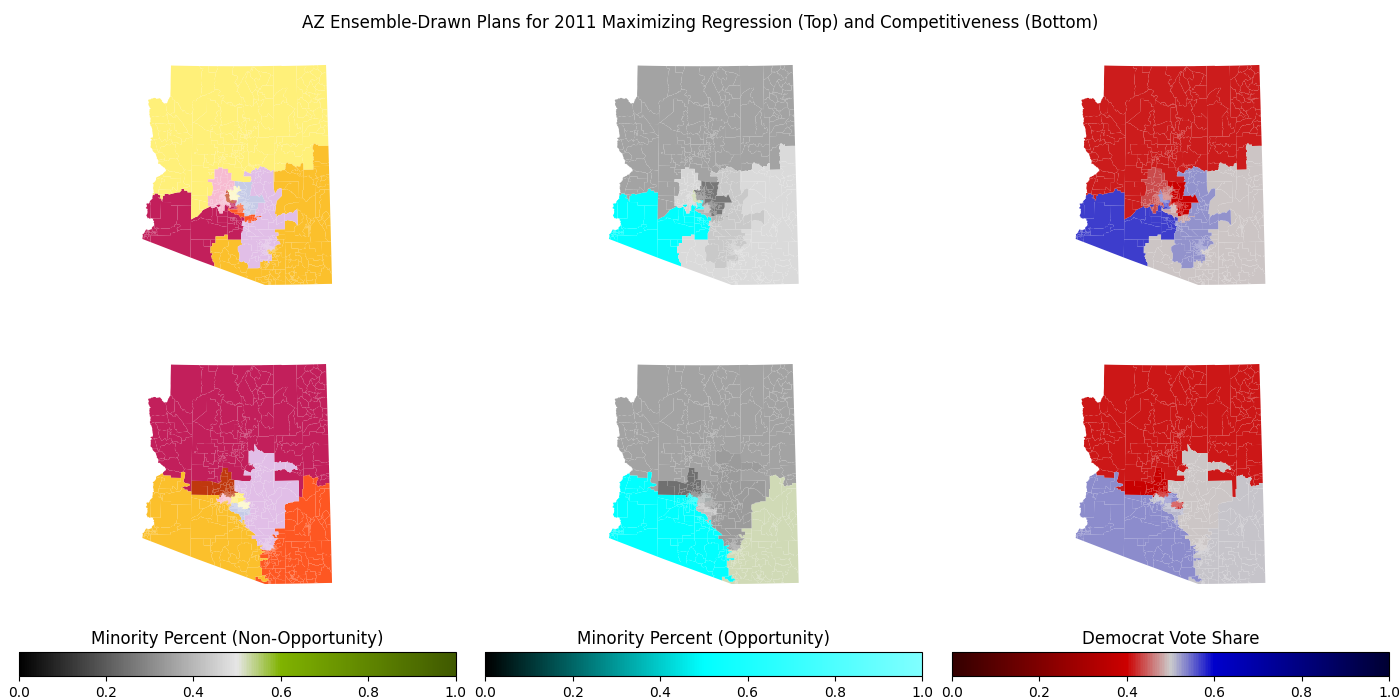 AZ Ensemble-Drawn Plans for 2011 Maximizing Regression (Top) and Competitiveness (Bottom)
Minority Percent (Non-Opportunity)
0.0 0.2 0.4 0.6 0.8 1.0
Minority Percent (Opportunity)
0.0 0.2 0.4 0.6 0.8 1.0
Democrat Vote Share
0.0 0.2 0.4 0.6 0.8 1.0